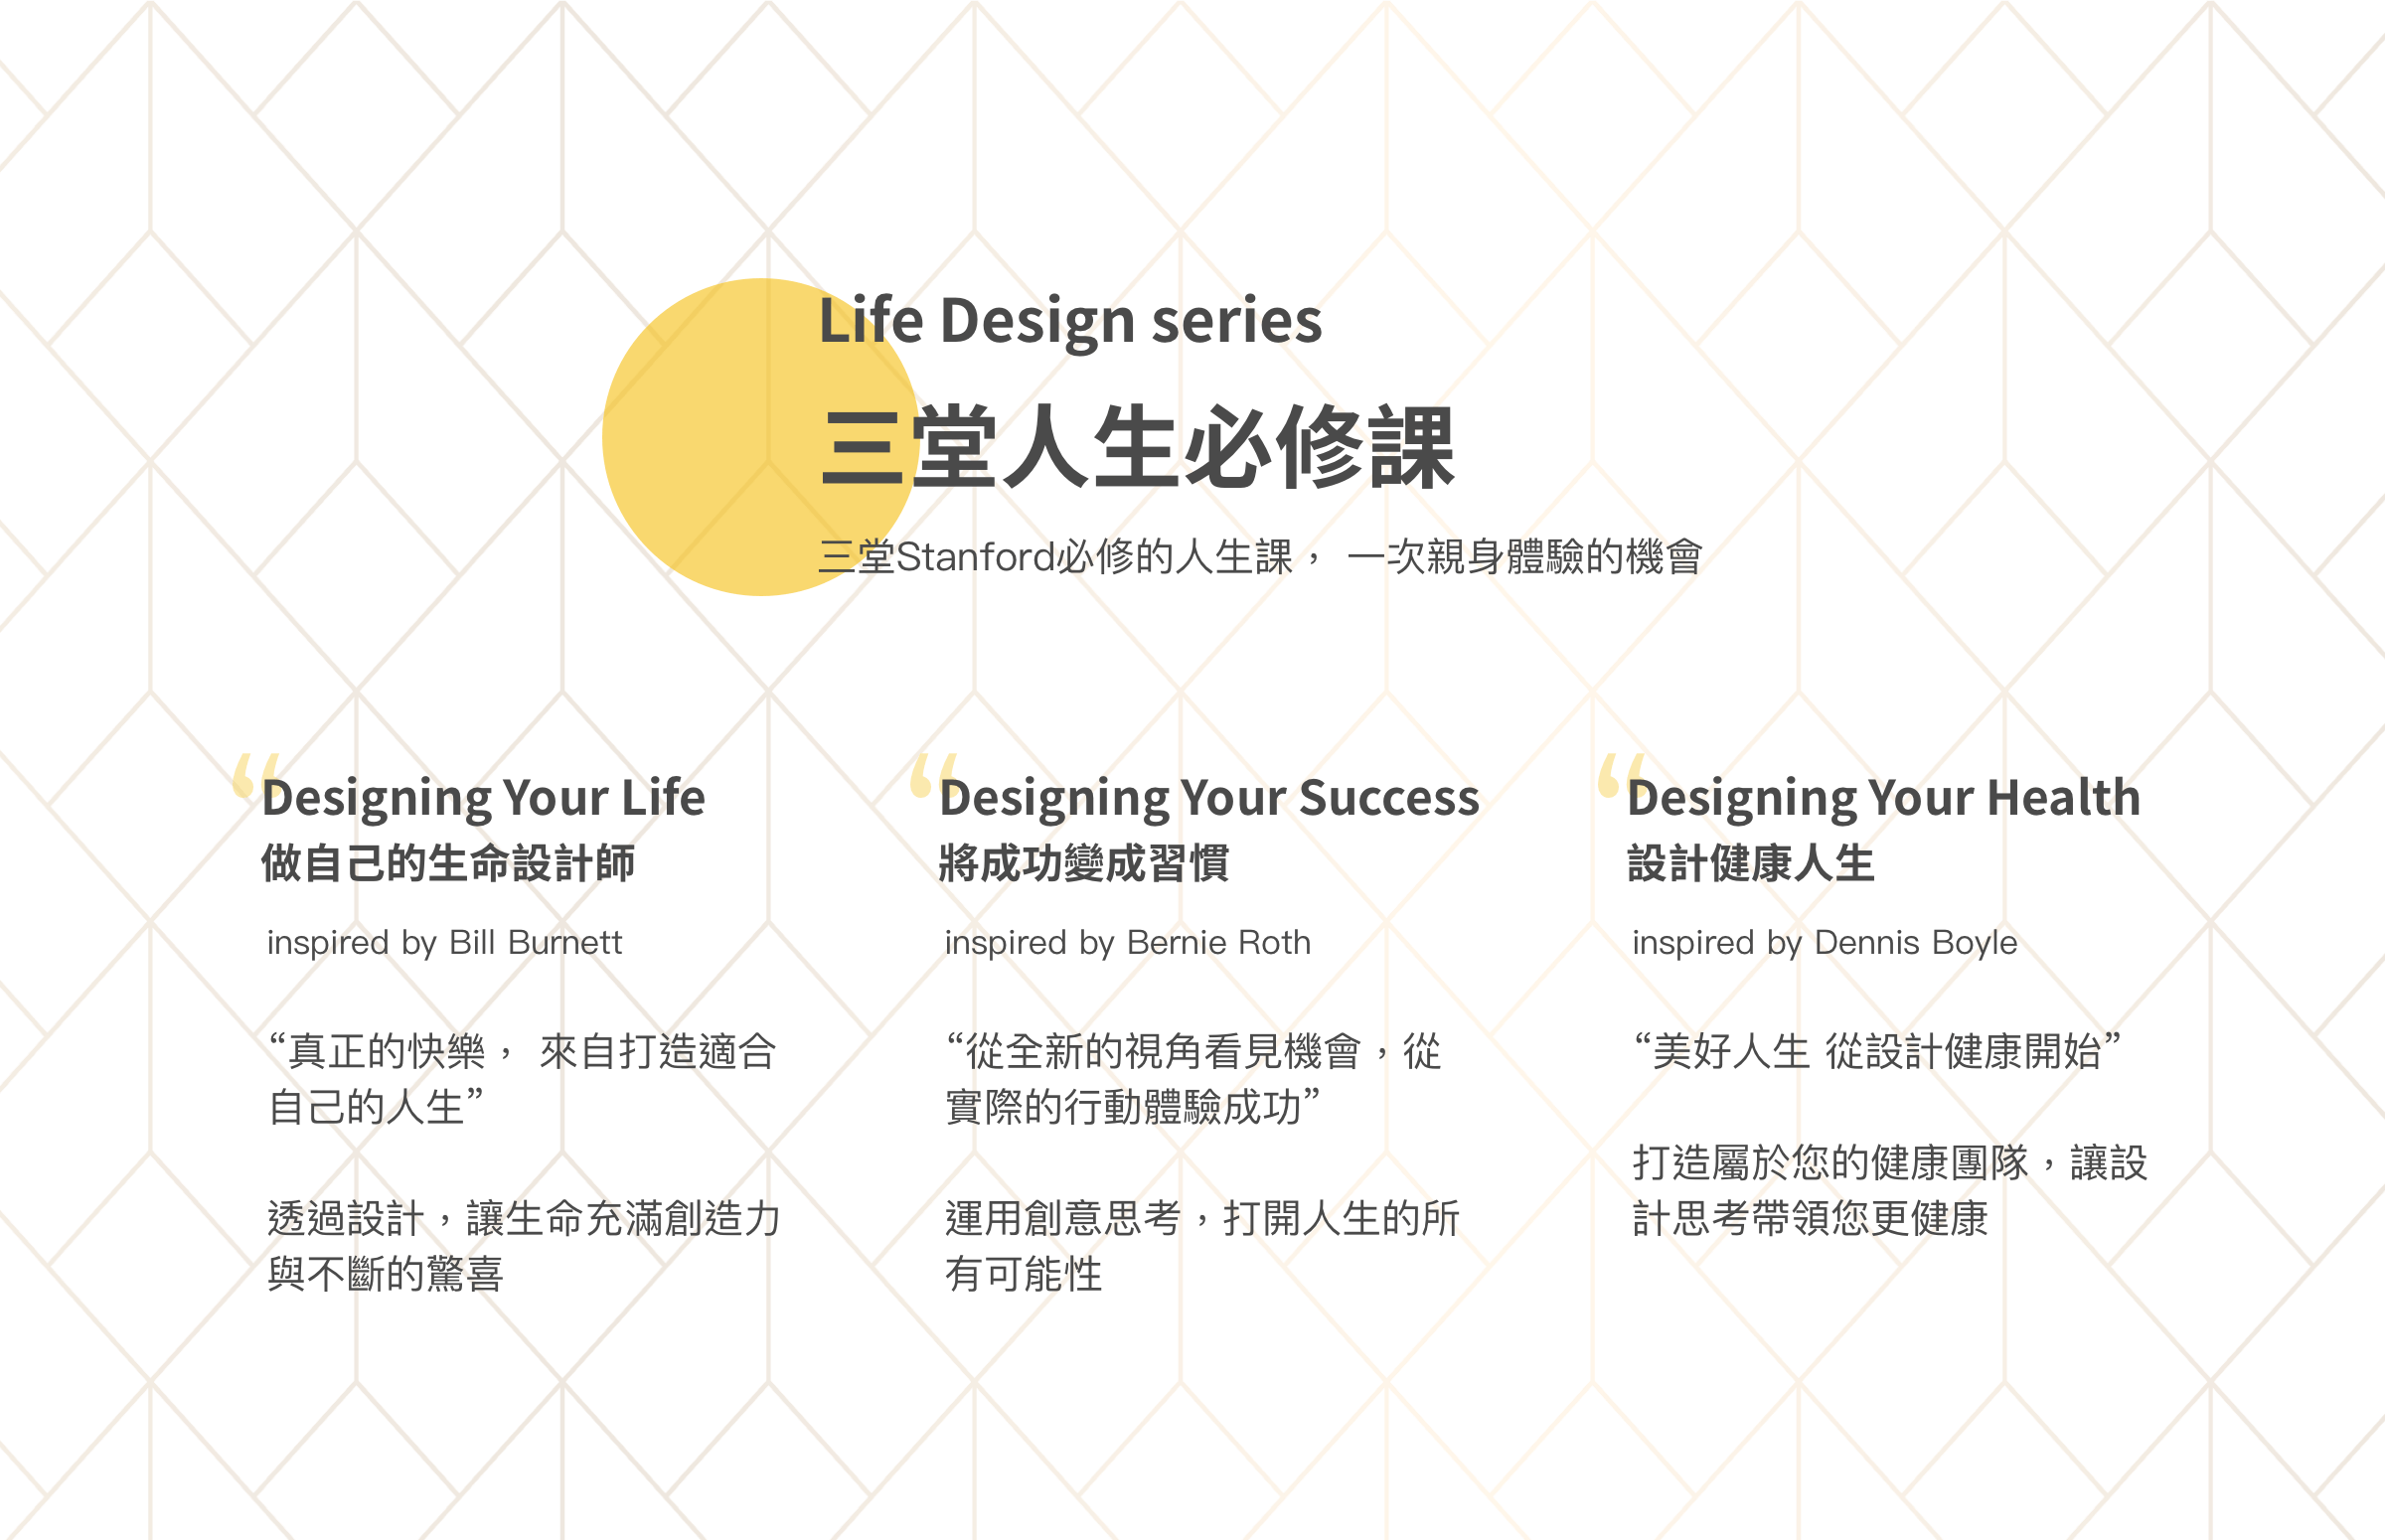 Life Design series
三堂人生必修課
三堂Stanford必修的人生課， 一次親身體驗的機會
“
Designing Your Life
做自己的生命設計師
inspired by Bill Burnett
“真正的快樂， 來自打造適合
自己的人生”
透過設計，讓生命充滿創造力
與不斷的驚喜
“
Designing Your Success
將成功變成習慣
inspired by Bernie Roth
“從全新的視角看見機會，從
實際的行動體驗成功”
運用創意思考，打開人生的所
有可能性
“
Designing Your Health
設計健康人生
inspired by Dennis Boyle
“美好人生 從設計健康開始”
打造屬於您的健康團隊，讓設
計思考帶領您更健康